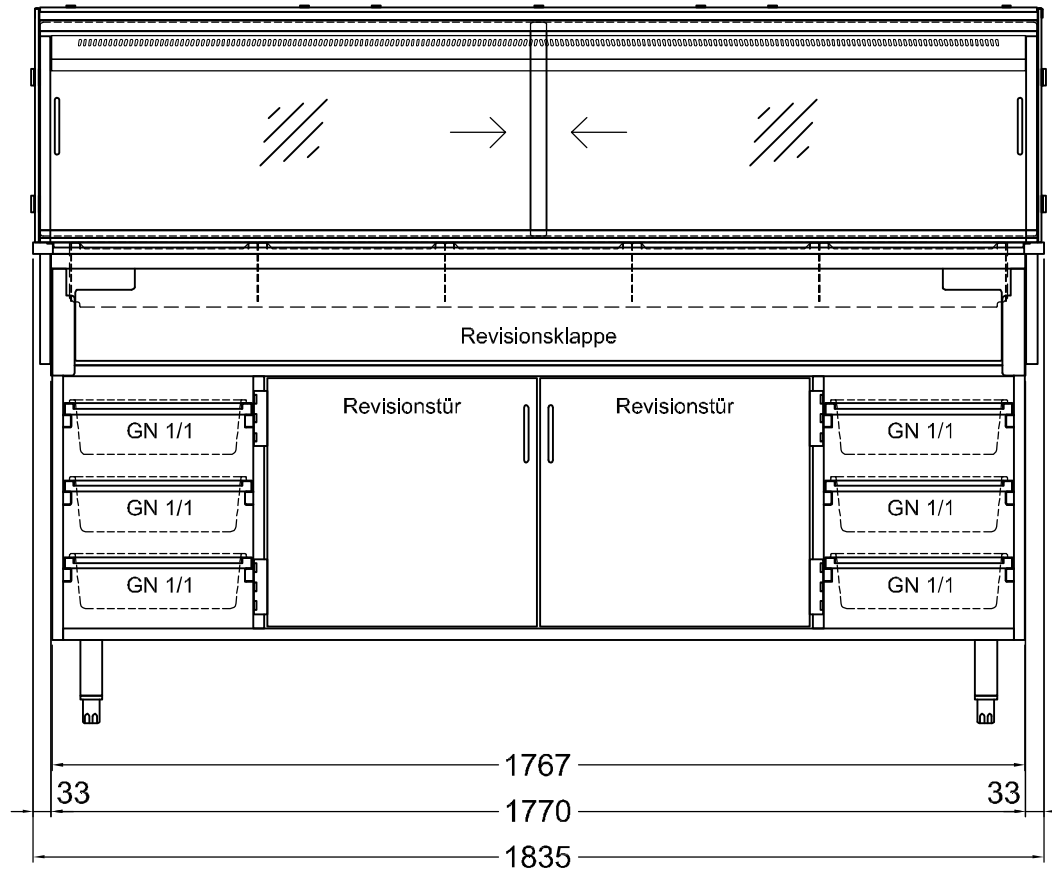 Revisionsklappe
Revisionstür Revisionstür
GN 1/1 GN 1/1
GN 1/1 GN 1/1
GN 1/1 GN 1/1
1767
33 33
1770
1835